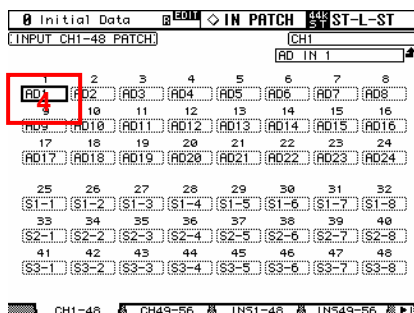 0 Initial Data EDIT IN PATCH 44K ST ST-L-ST
INPUT CH1-48 PATCH CH1
AD IN 1
1 2 3 4 5 6 7 8
AD1 AD2 AD3 AD4 AD5 AD6 AD7 AD8
4
9 10 11 12 13 14 15 16
AD9 AD10 AD11 AD12 AD13 AD14 AD15 AD16
17 18 19 20 21 22 23 24
AD17 AD18 AD19 AD20 AD21 AD22 AD23 AD24
25 26 27 28 29 30 31 32
S1-1 S1-2 S1-3 S1-4 S1-5 S1-6 S1-7 S1-8
33 34 35 36 37 38 39 40
S2-1 S2-2 S2-3 S2-4 S2-5 S2-6 S2-7 S2-8
41 42 43 44 45 46 47 48
S3-1 S3-2 S3-3 S3-4 S3-5 S3-6 S3-7 S3-8
CH1-48 CH49-56 INS1-48 INS49-56